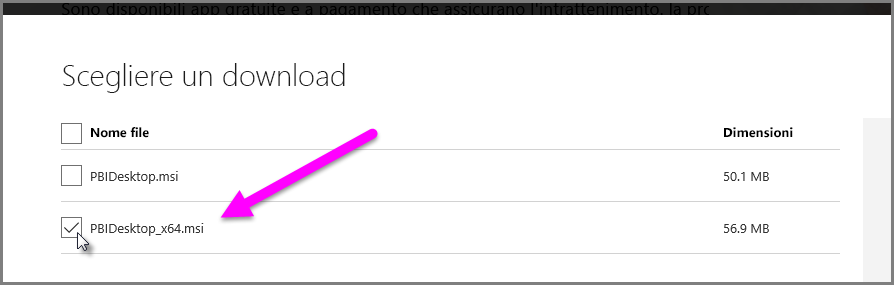 Sono disponibili app gratuite e a pagamento che assicurano l'intrattenimento, la pro
Scegliere un download
Nome file Dimensioni
PBIDesktop.msi 50.1 MB
PBIDesktop_x64.msi 56.9 MB